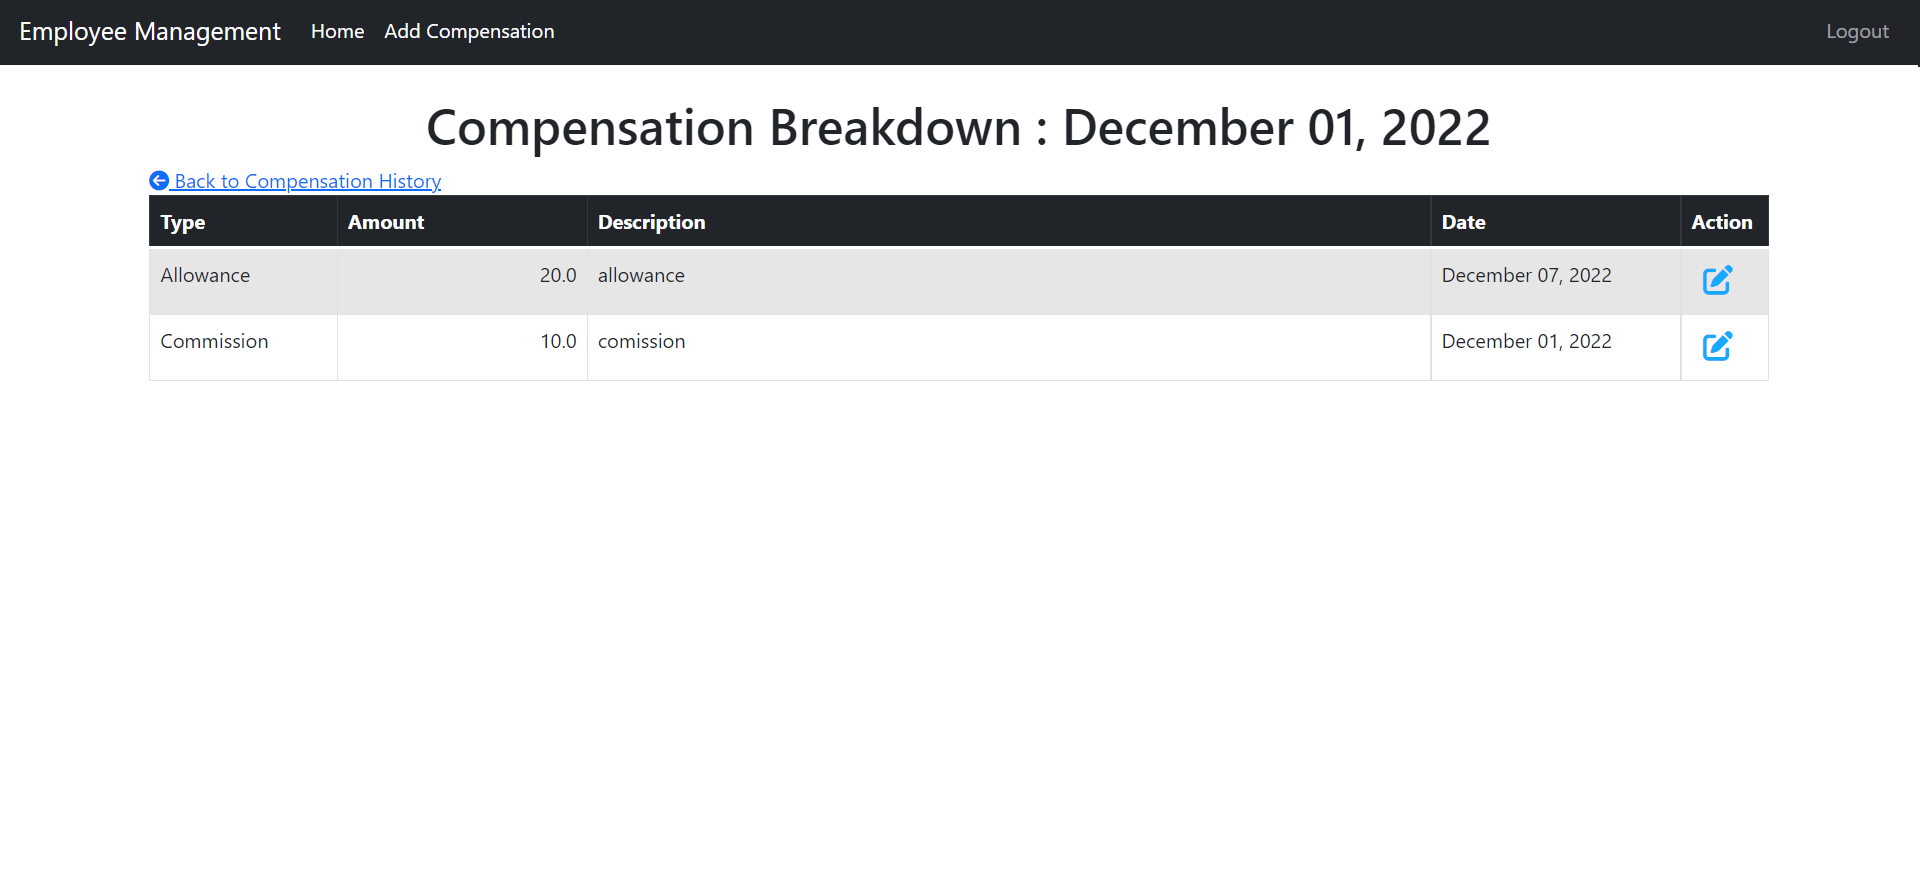 Employee Management Home Add Compensation Logout
Compensation Breakdown : December 01, 2022
Back to Compensation History
Type Amount Description Date Action
Allowance 20.0 allowance December 07, 2022
Commission 10.0 comission December 01, 2022